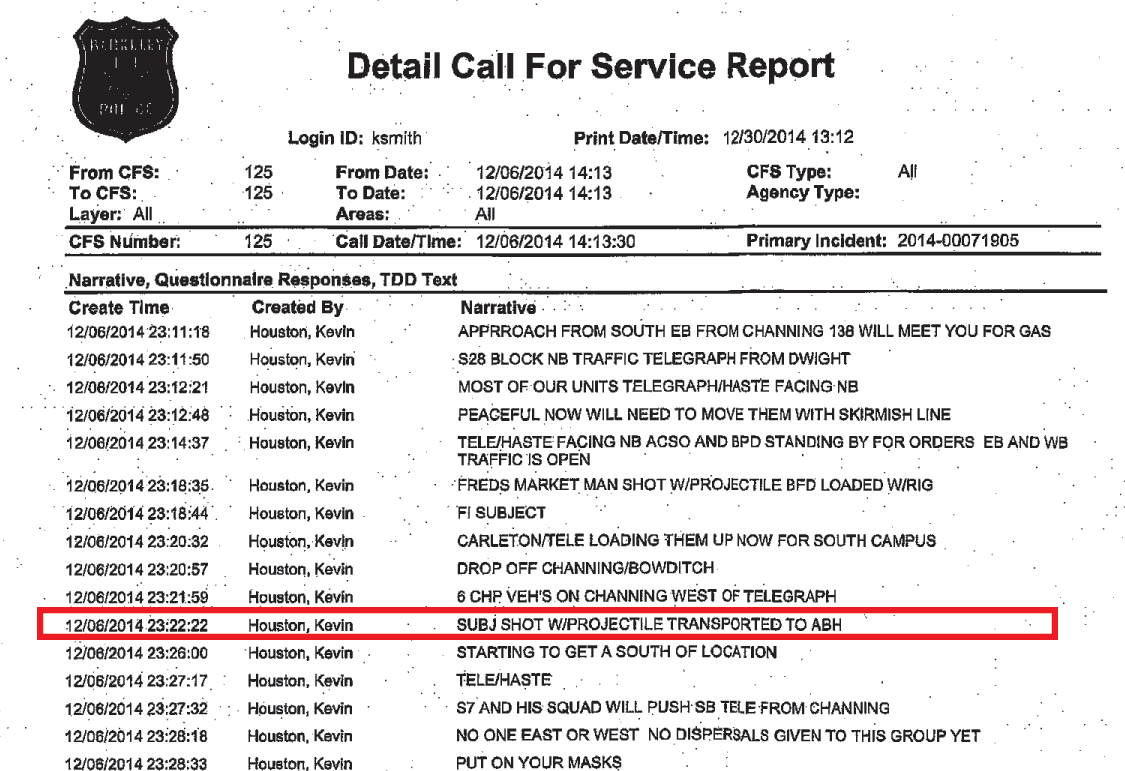 BERKELEY
POLICE
Detail Call For Service Report
Login ID: ksmith Print Date/Time: 12/30/2014 13:12
From CFS: 125 From Date: 12/06/2014 14:13 CFS Type: All
To CFS: 125 To Date: 12/06/2014 14:13 Agency Type:
Layer: All Areas: All
CFS Number: 125 Call Date/Time: 12/06/2014 14:13:30 Primary Incident: 2014-00071905
Narrative, Questionnaire Responses, TDD Text
Create Time Created By Narrative
12/06/2014 23:11:18 Houston, Kevin APPRROACH FROM SOUTH EB FROM CHANNING 138 WILL MEET YOU FOR GAS
12/06/2014 23:11:50 Houston, Kevin S28 BLOCK NB TRAFFIC TELEGRAPH FROM DWIGHT
12/06/2014 23:12:21 Houston, Kevin MOST OF OUR UNITS TELEGRAPH/HASTE FACING NB
12/06/2014 23:12:48 Houston, Kevin PEACEFUL NOW WILL NEED TO MOVE THEM WITH SKIRMISH LINE
12/06/2014 23:14:37 Houston, Kevin TELE/HASTE FACING NB ACSO AND BPD STANDING BY FOR ORDERS EB AND WB
TRAFFIC IS OPEN
12/06/2014 23:18:35 Houston, Kevin FREDS MARKET MAN SHOT W/PROJECTILE BFD LOADED W/RIG
12/06/2014 23:18:44 Houston, Kevin FI SUBJECT
12/06/2014 23:20:32 Houston, Kevin CARLETON/TELE LOADING THEM UP NOW FOR SOUTH CAMPUS
12/06/2014 23:20:57 Houston, Kevin DROP OFF CHANNING/BOWDITCH
12/06/2014 23:21:59 Houston, Kevin 6 CHP VEH'S ON CHANNING WEST OF TELEGRAPH
12/06/2014 23:22:22 Houston, Kevin SUBJ SHOT W/PROJECTILE TRANSPORTED TO ABH
12/06/2014 23:26:00 Houston, Kevin STARTING TO GET A SOUTH OF LOCATION
12/06/2014 23:27:17 Houston, Kevin TELE/HASTE
12/06/2014 23:27:32 Houston, Kevin S7 AND HIS SQUAD WILL PUSH SB TELE FROM CHANNING
12/06/2014 23:28:18 Houston, Kevin NO ONE EAST OR WEST NO DISPERSALS GIVEN TO THIS GROUP YET
12/06/2014 23:28:33 Houston, Kevin PUT ON YOUR MASKS